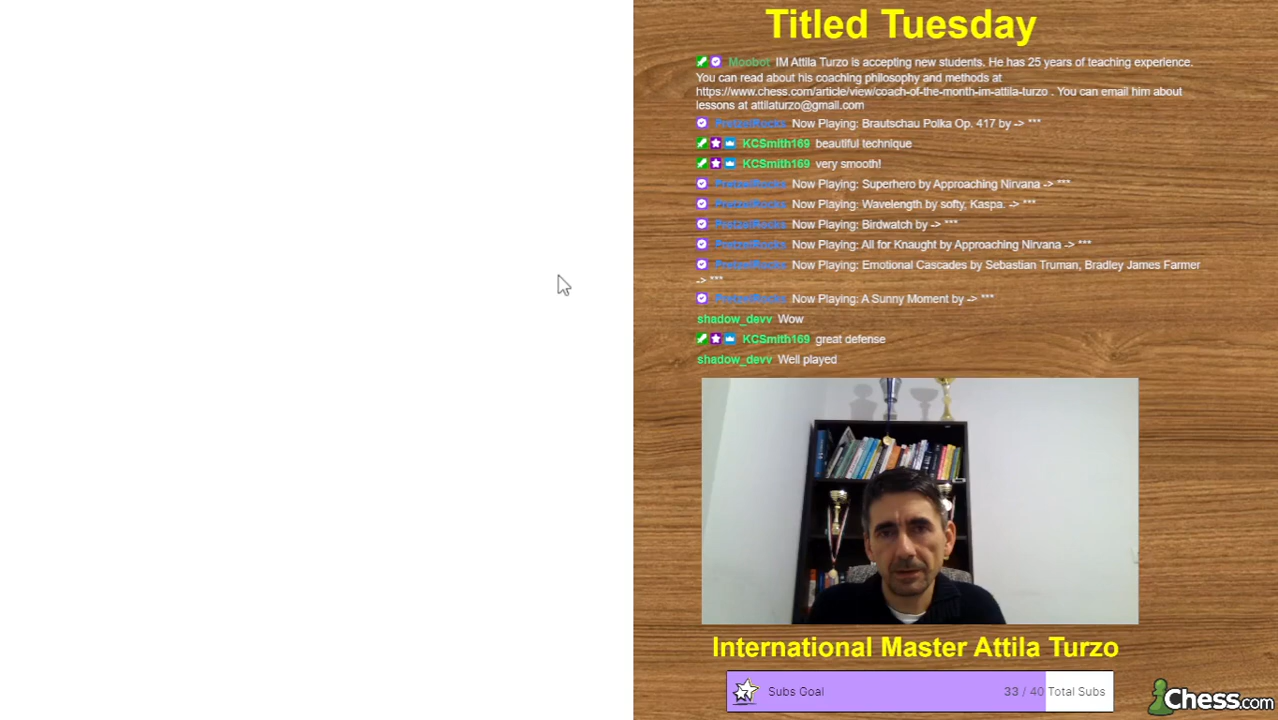 Titled Tuesday
Moobot IM Attila Turzo is accepting new students. He has 25 years of teaching experience.
You can read about his coaching philosophy and methods at
https://www.chess.com/article/view/coach-of-the-month-im-attila-turzo . You can email him about
lessons at attilaturzo@gmail.com
PretzelRocks Now Playing: Brautschau Polka Op. 417 by -> ***
KCSmith169 beautiful technique
KCSmith169 very smooth!
PretzelRocks Now Playing: Superhero by Approaching Nirvana -> ***
PretzelRocks Now Playing: Wavelength by softy, Kaspa. -> ***
PretzelRocks Now Playing: Birdwatch by -> ***
PretzelRocks Now Playing: All for Knaught by Approaching Nirvana -> ***
PretzelRocks Now Playing: Emotional Cascades by Sebastian Truman, Bradley James Farmer
-> ***
PretzelRocks Now Playing: A Sunny Moment by -> ***
shadow_devv Wow
KCSmith169 great defense
shadow_devv Well played
International Master Attila Turzo
Subs Goal 33 / 40 Total Subs
Chess.com